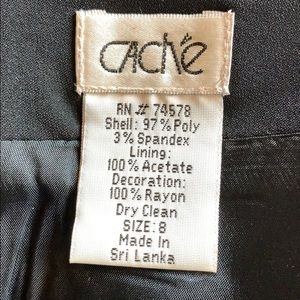 CACHé
RN # 74578
Shell: 97% Poly
3% Spandex
Lining:
100% Acetate
Decoration:
100% Rayon
Dry Clean
SIZE: 8
Made In
Sri Lanka